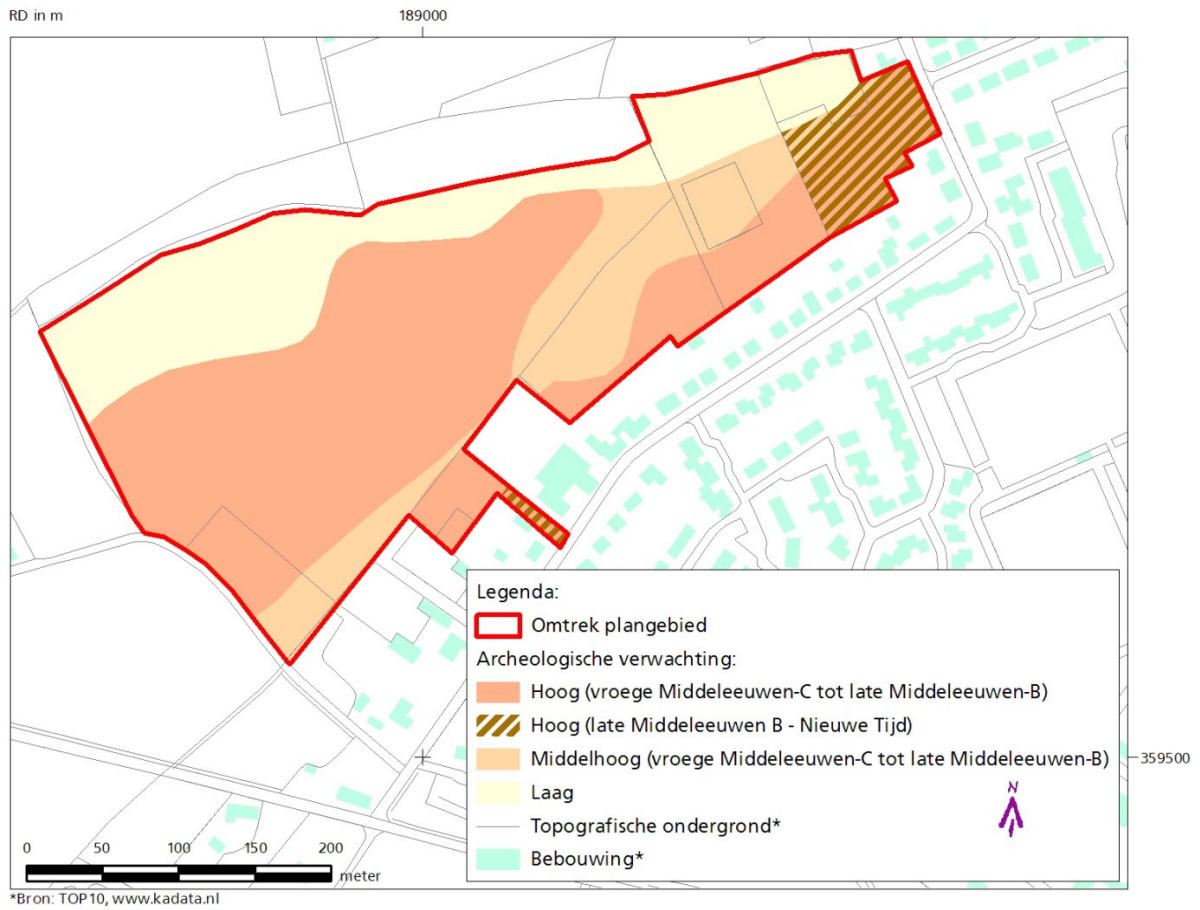 RD in m
189000
359500
Legenda:
Omtrek plangebied
Archeologische verwachting:
Hoog (vroege Middeleeuwen-C tot late Middeleeuwen-B)
Hoog (late Middeleeuwen B - Nieuwe Tijd)
Middelhoog (vroege Middeleeuwen-C tot late Middeleeuwen-B)
Laag
Topografische ondergrond*
Bebouwing*
N
0 50 100 150 200
meter
*Bron: TOP10, www.kadata.nl